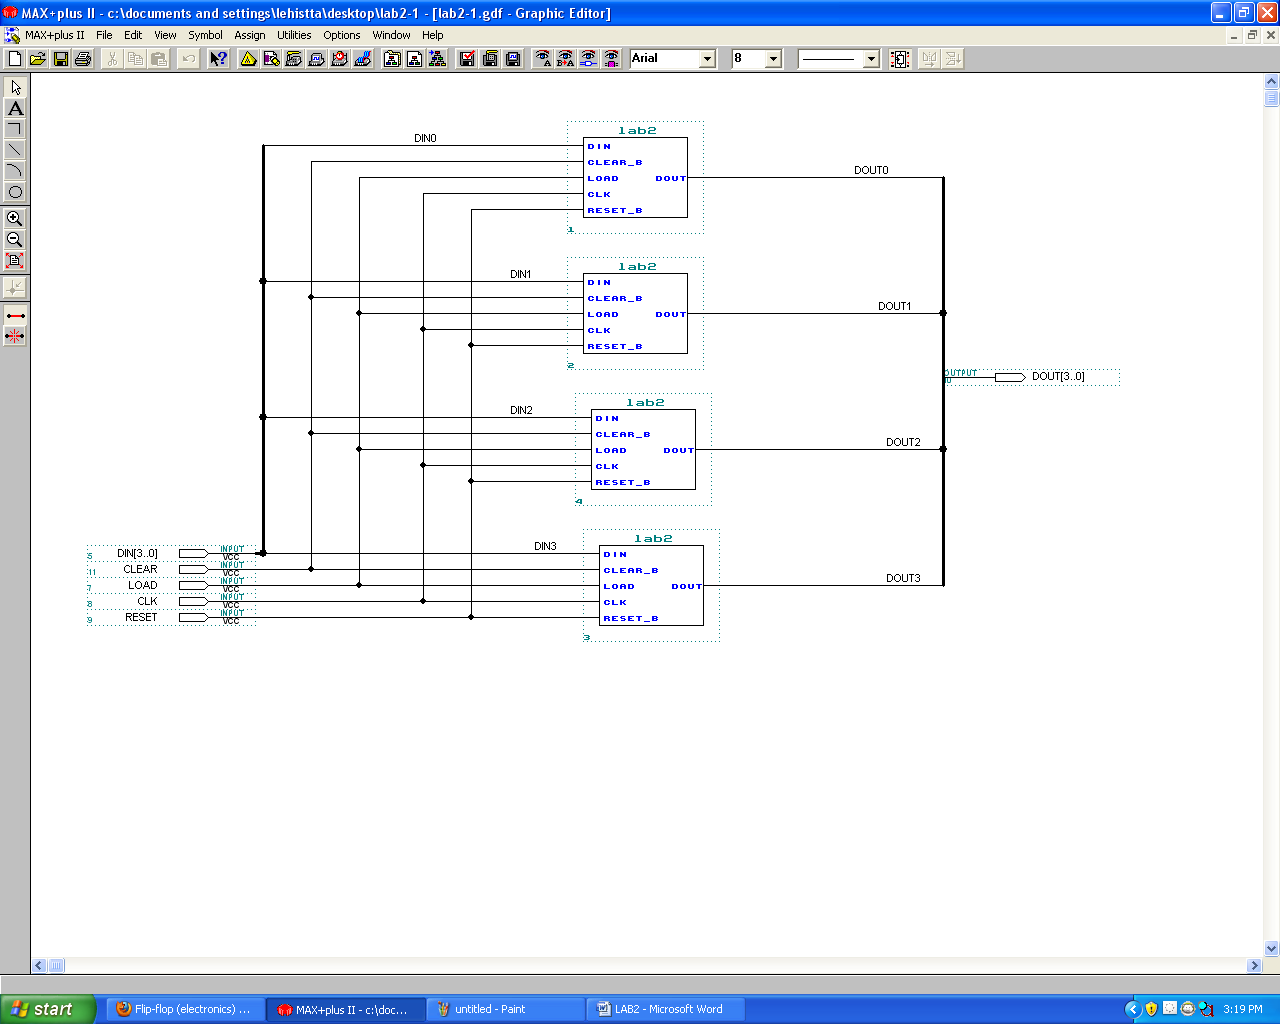 MAX+plus II - c:\documents and settings\lehistta\desktop\lab2-1 - [lab2-1.gdf - Graphic Editor]
MAX+plus II File Edit View Symbol Assign Utilities Options Window Help
Arial 8
lab2
DIN0 DIN
CLEAR_B
LOAD DOUT DOUT0
CLK
RESET_B
1
lab2
DIN1 DIN
CLEAR_B
LOAD DOUT DOUT1
CLK
RESET_B
2
OUTPUT DOUT[3..0]
lab2
DIN2 DIN
CLEAR_B
LOAD DOUT DOUT2
CLK
RESET_B
4
lab2
5 DIN[3..0] INPUT VCC DIN3 DIN
11 CLEAR INPUT VCC CLEAR_B
7 LOAD INPUT VCC LOAD DOUT DOUT3
8 CLK INPUT VCC CLK
9 RESET INPUT VCC RESET_B
3
start Flip-flop (electronics) ... MAX+plus II - c:\doc... untitled - Paint LAB2 - Microsoft Word 3:19 PM